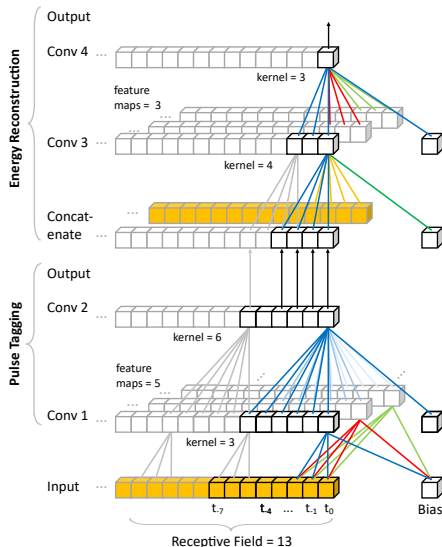 Output
Conv 4 ...
kernel = 3
feature
maps = 3
...
...
Conv 3 ...
kernel = 4
...
Concat-
enate ...
Energy Reconstruction
Output
Conv 2 ...
kernel = 6
feature
maps = 5
...
...
...
Conv 1 ...
kernel = 3
Pulse Tagging
Input ...
t-7 t-4 ... t-1 t0
Bias
Receptive Field = 13